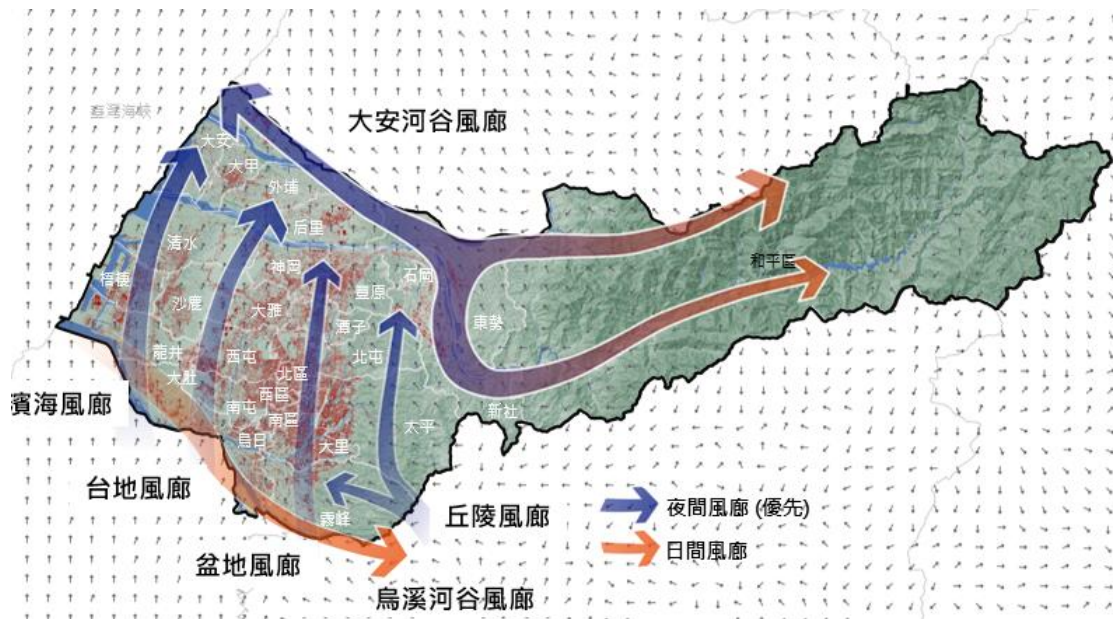 臺灣海峽
大安河谷風廊
大安
大甲
外埔
后里
清水
神岡
石岡
和平區
梧棲
豐原
沙鹿
大雅
東勢
潭子
龍井
西屯
北屯
大肚
北區
西區
濱海風廊
南屯
南區
新社
太平
烏日
大里
台地風廊
夜間風廊 (優先)
霧峰
丘陵風廊
日間風廊
盆地風廊
烏溪河谷風廊